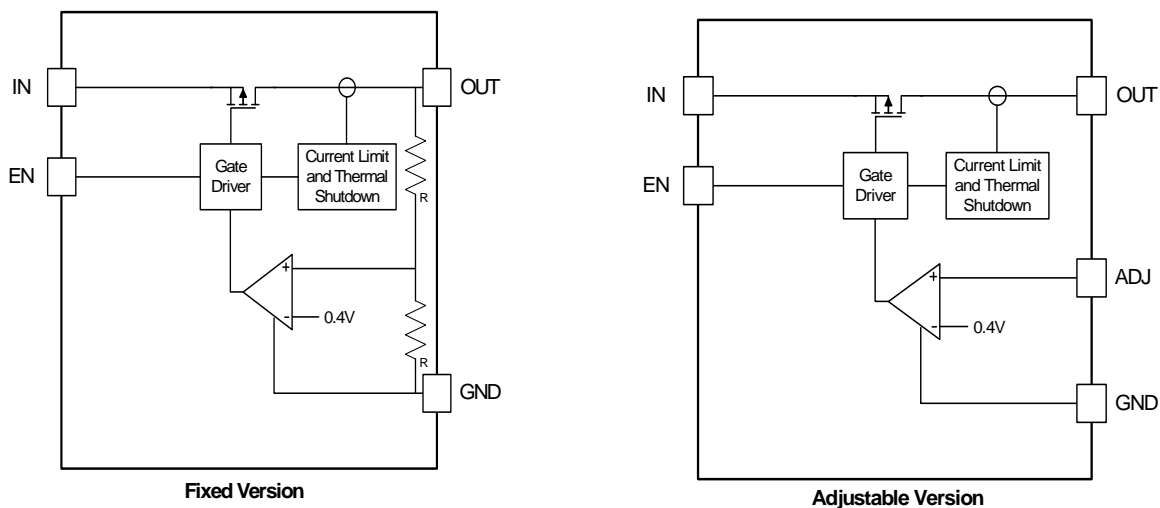 IN
OUT
EN
Gate
Driver
Current Limit
and Thermal
Shutdown
R
+
-
0.4V
R
GND
Fixed Version
IN
OUT
EN
Gate
Driver
Current Limit
and Thermal
Shutdown
ADJ
+
-
0.4V
GND
Adjustable Version